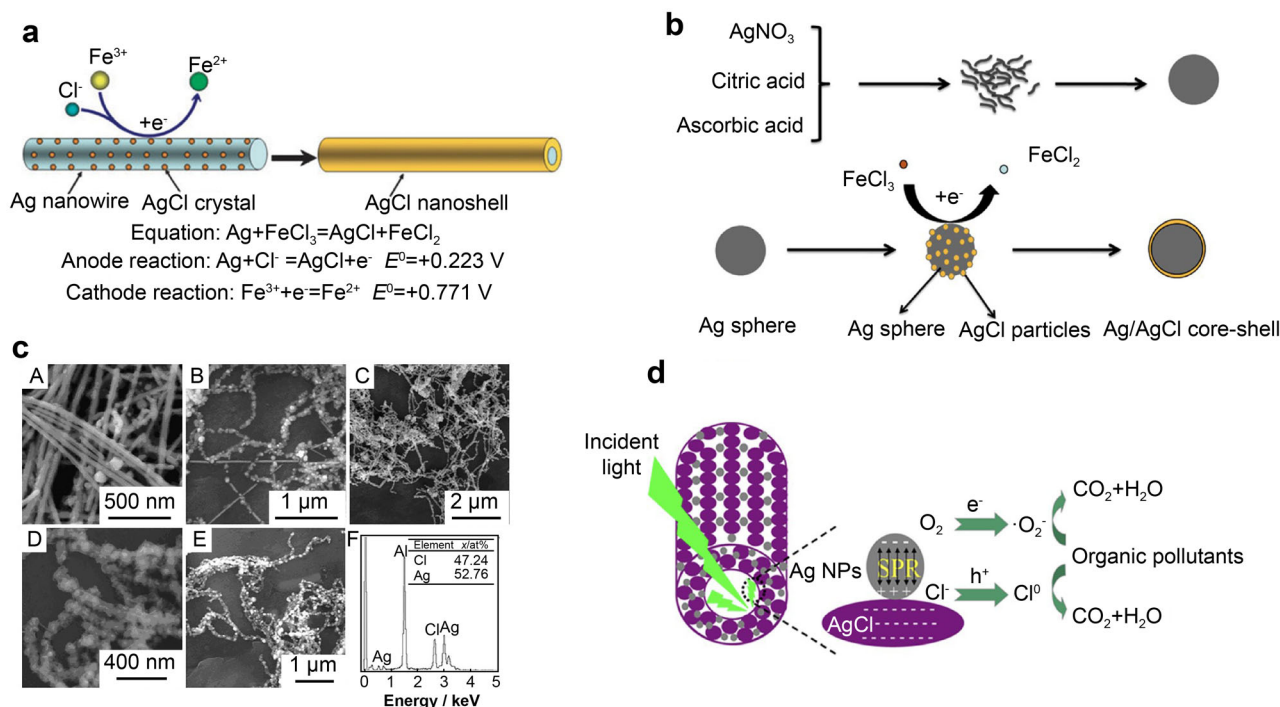 a
Fe³⁺
Fe²⁺
Cl⁻
+e⁻
Ag nanowire
AgCl crystal
AgCl nanoshell
Equation: Ag+FeCl₃=AgCl+FeCl₂
Anode reaction: Ag+Cl⁻ =AgCl+e⁻ E⁰=+0.223 V
Cathode reaction: Fe³⁺+e⁻=Fe²⁺ E⁰=+0.771 V
b
AgNO₃
Citric acid
Ascorbic acid
FeCl₃
FeCl₂
+e⁻
Ag sphere
Ag sphere
AgCl particles
Ag/AgCl core-shell
c
A
500 nm
B
1 µm
C
2 µm
D
400 nm
E
1 µm
F
Al
Element x/at%
Cl 47.24
Ag 52.76
Ag
Cl
Ag
0 1 2 3 4 5
Energy / keV
d
Incident
light
Ag NPs
SPR
AgCl
O₂
e⁻
·O₂⁻
Cl⁻
h⁺
Cl⁰
CO₂+H₂O
Organic pollutants
CO₂+H₂O